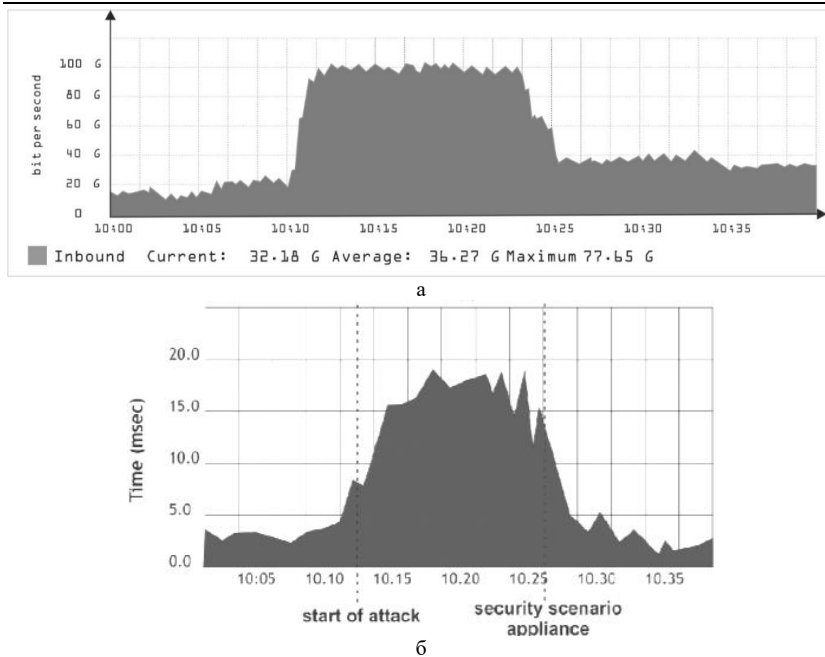 100 G
80 G
60 G
40 G
20 G
0
bit per second
10:00 10:05 10:10 10:15 10:20 10:25 10:30 10:35
Inbound Current: 32.18 G Average: 36.27 G Maximum 77.65 G
а
20.0
15.0
10.0
5.0
0.0
Time (msec)
10:05 10.10 10.15 10.20 10.25 10.30 10.35
start of attack
security scenario
appliance
б